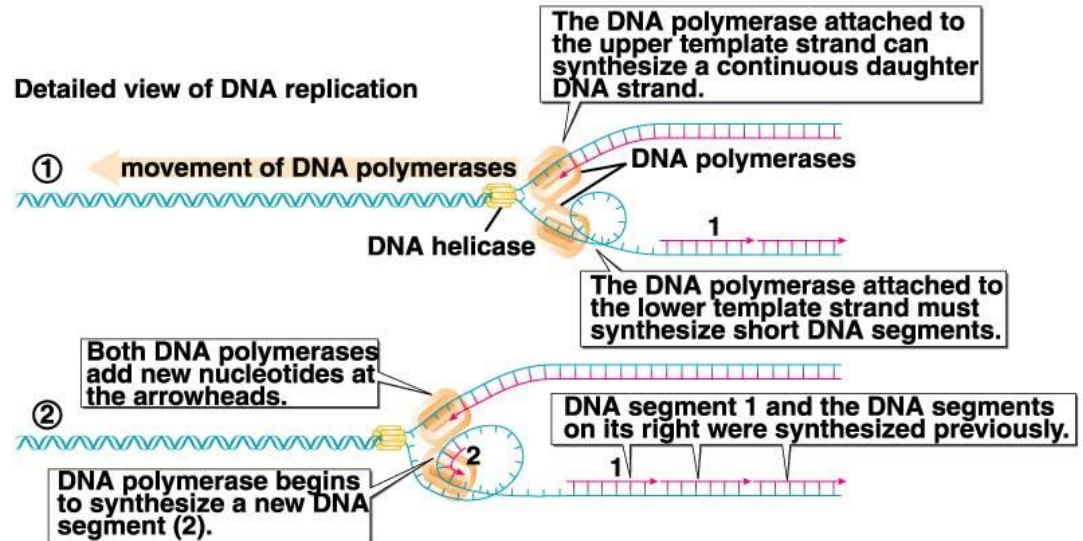 The DNA polymerase attached to
the upper template strand can
synthesize a continuous daughter
DNA strand.
Detailed view of DNA replication
① movement of DNA polymerases
DNA polymerases
DNA helicase
1
The DNA polymerase attached to
the lower template strand must
synthesize short DNA segments.
Both DNA polymerases
add new nucleotides at
the arrowheads.
②
DNA segment 1 and the DNA segments
on its right were synthesized previously.
2
1
DNA polymerase begins
to synthesize a new DNA
segment (2).